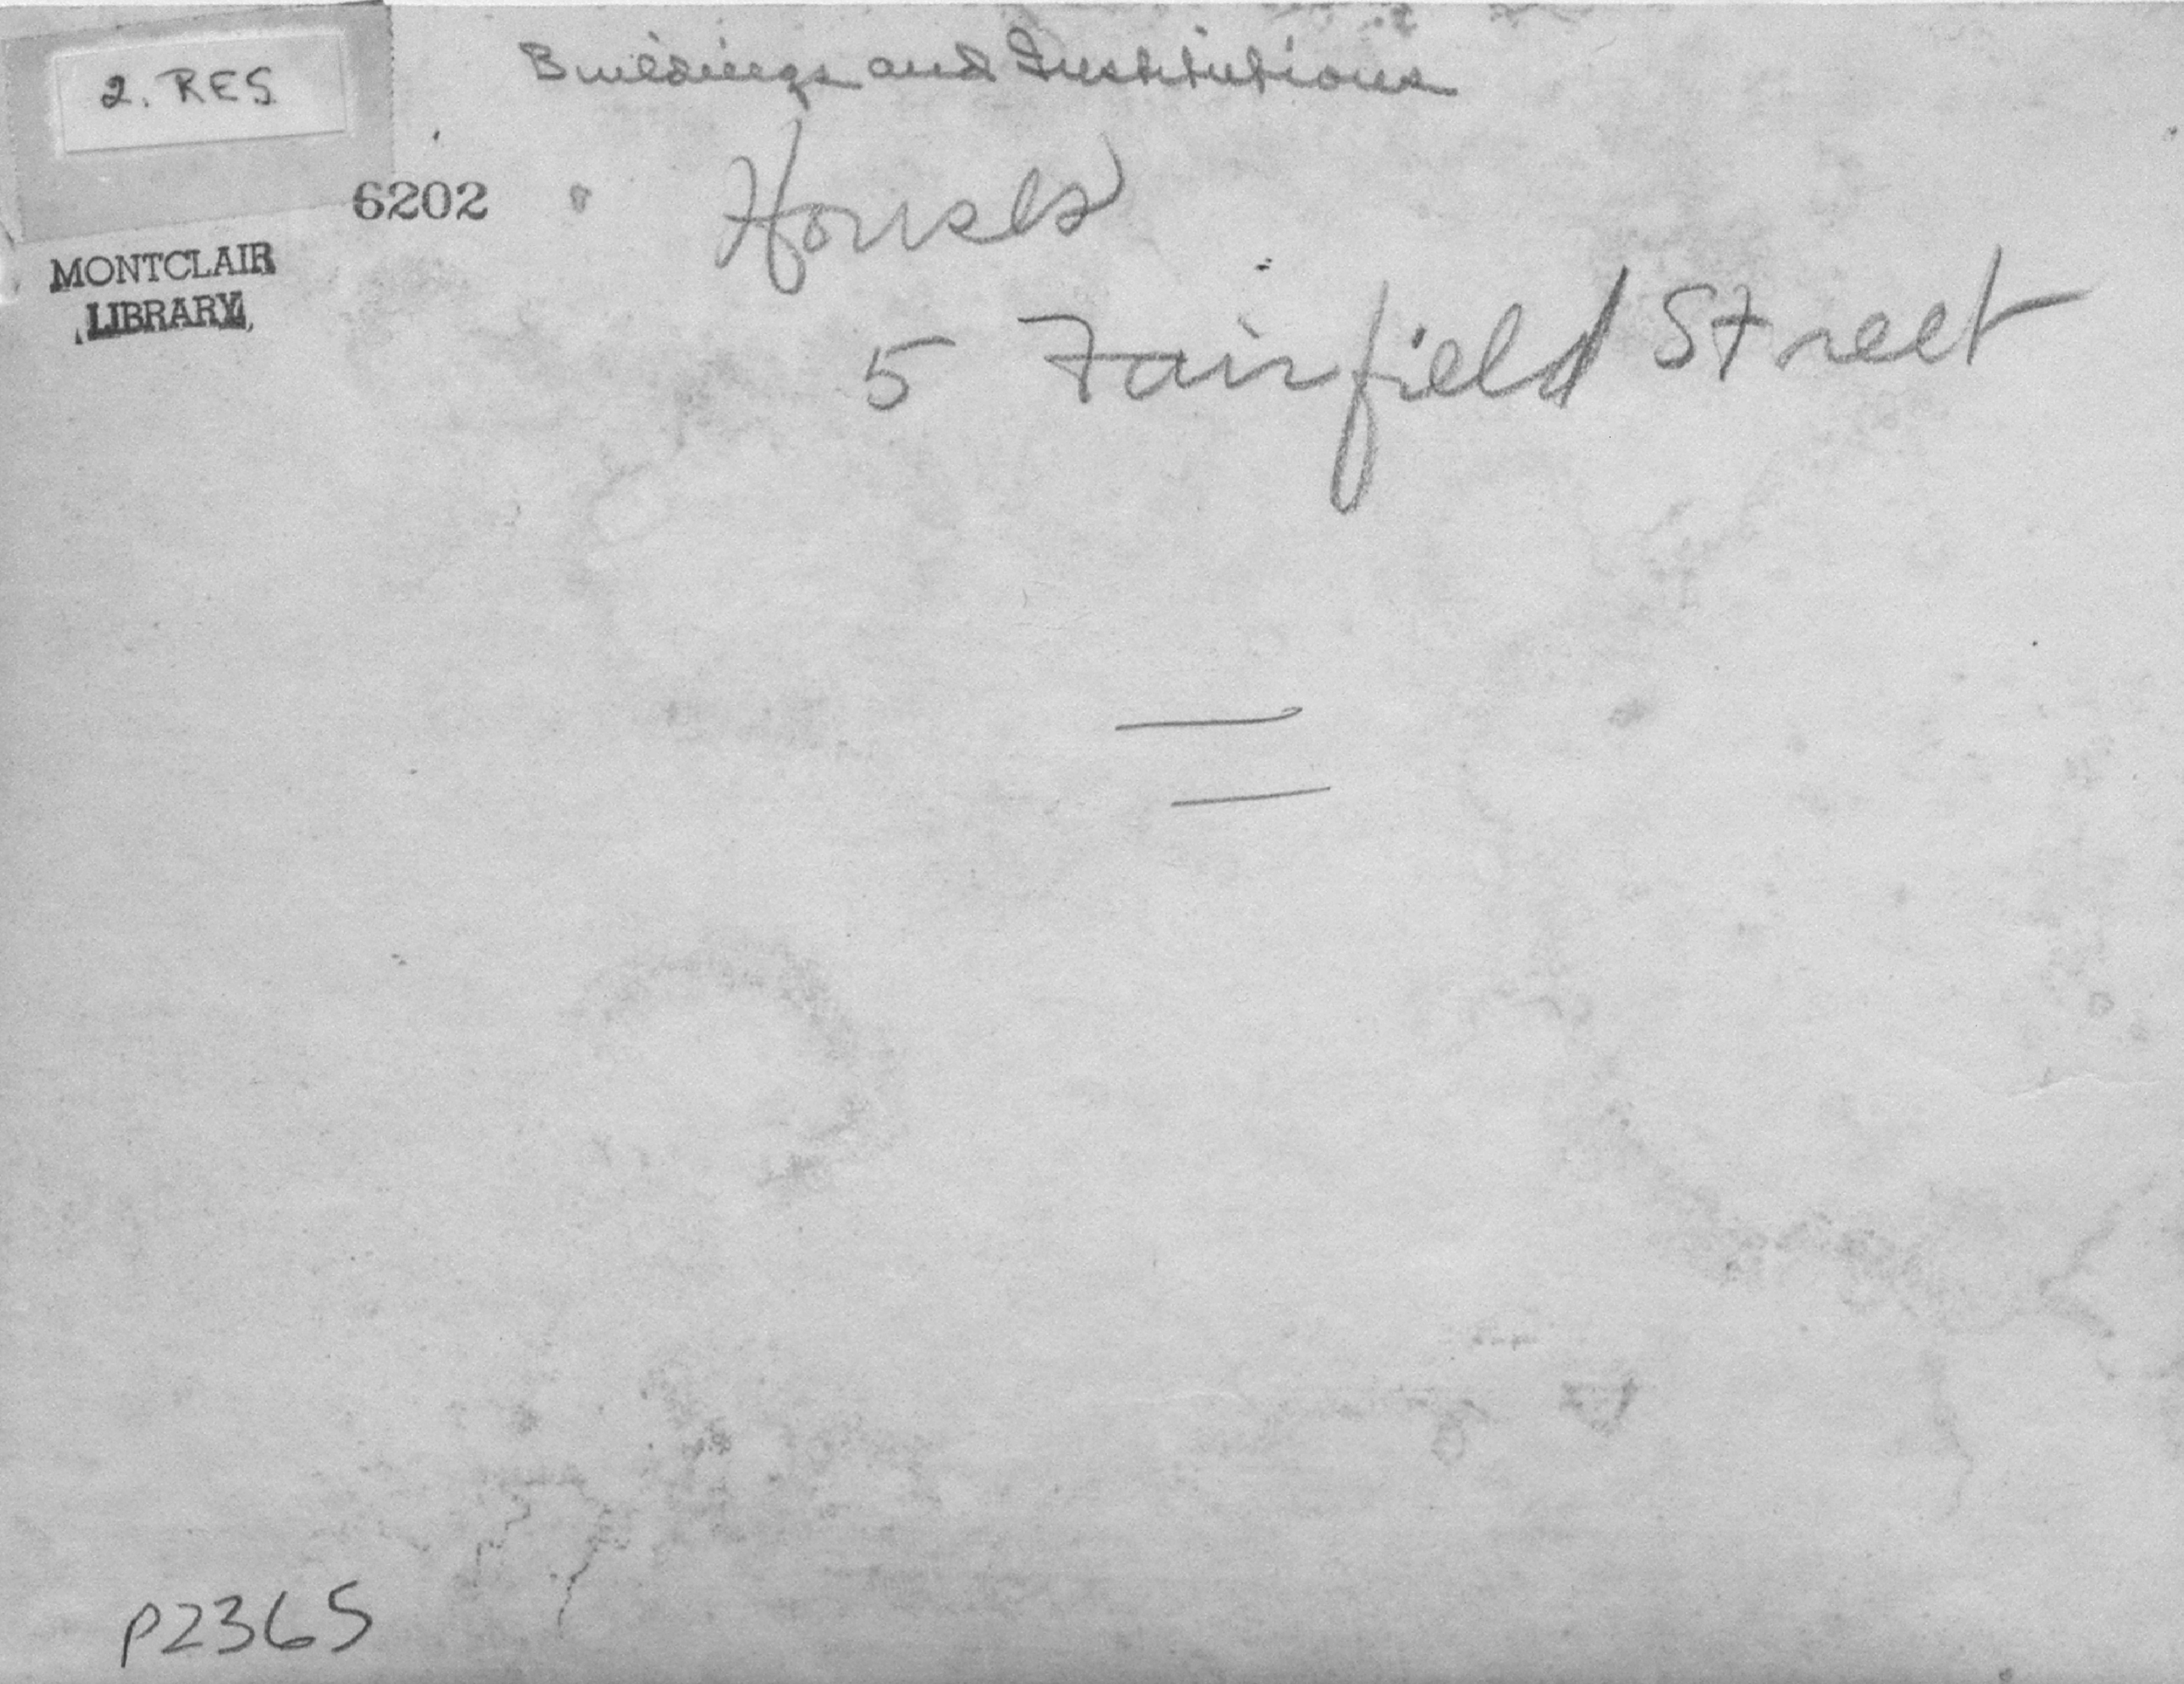 2. RES
Buildings and Institutions
6202
Houses
MONTCLAIR
LIBRARY
5 Fairfield Street
P2365